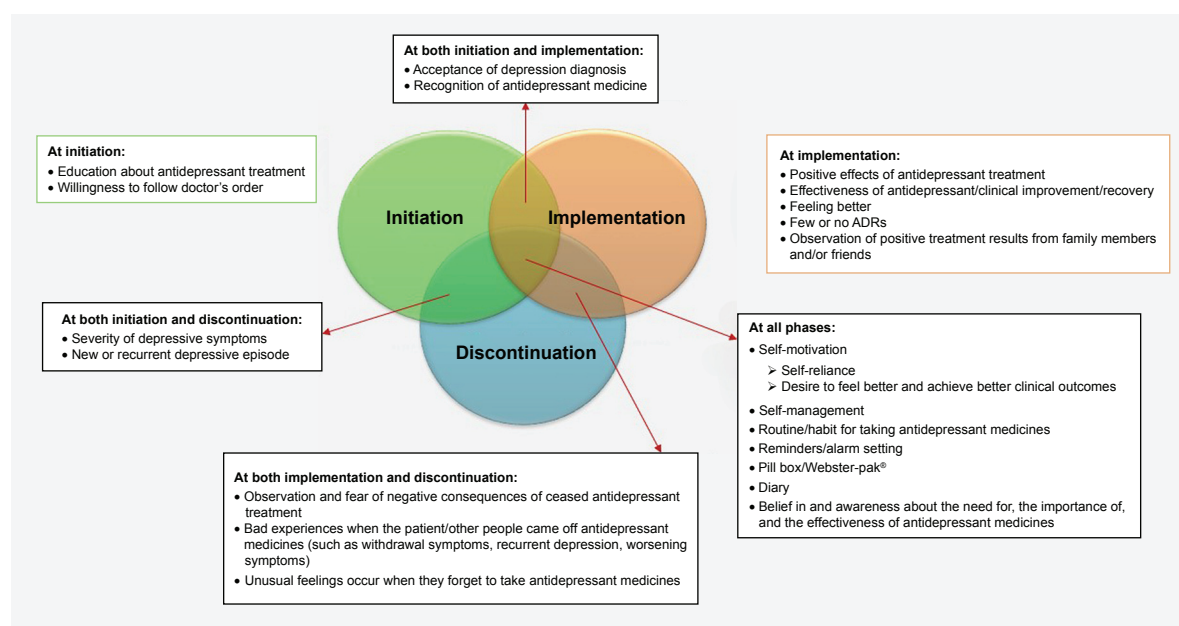 At both initiation and implementation:
• Acceptance of depression diagnosis
• Recognition of antidepressant medicine
At initiation:
• Education about antidepressant treatment
• Willingness to follow doctor’s order
At implementation:
• Positive effects of antidepressant treatment
• Effectiveness of antidepressant/clinical improvement/recovery
• Feeling better
• Few or no ADRs
• Observation of positive treatment results from family members
and/or friends
Initiation
Implementation
Discontinuation
At both initiation and discontinuation:
• Severity of depressive symptoms
• New or recurrent depressive episode
At all phases:
• Self-motivation
➢ Self-reliance
➢ Desire to feel better and achieve better clinical outcomes
• Self-management
• Routine/habit for taking antidepressant medicines
• Reminders/alarm setting
• Pill box/Webster-pak®
• Diary
• Belief in and awareness about the need for, the importance of,
and the effectiveness of antidepressant medicines
At both implementation and discontinuation:
• Observation and fear of negative consequences of ceased antidepressant
treatment
• Bad experiences when the patient/other people came off antidepressant
medicines (such as withdrawal symptoms, recurrent depression, worsening
symptoms)
• Unusual feelings occur when they forget to take antidepressant medicines